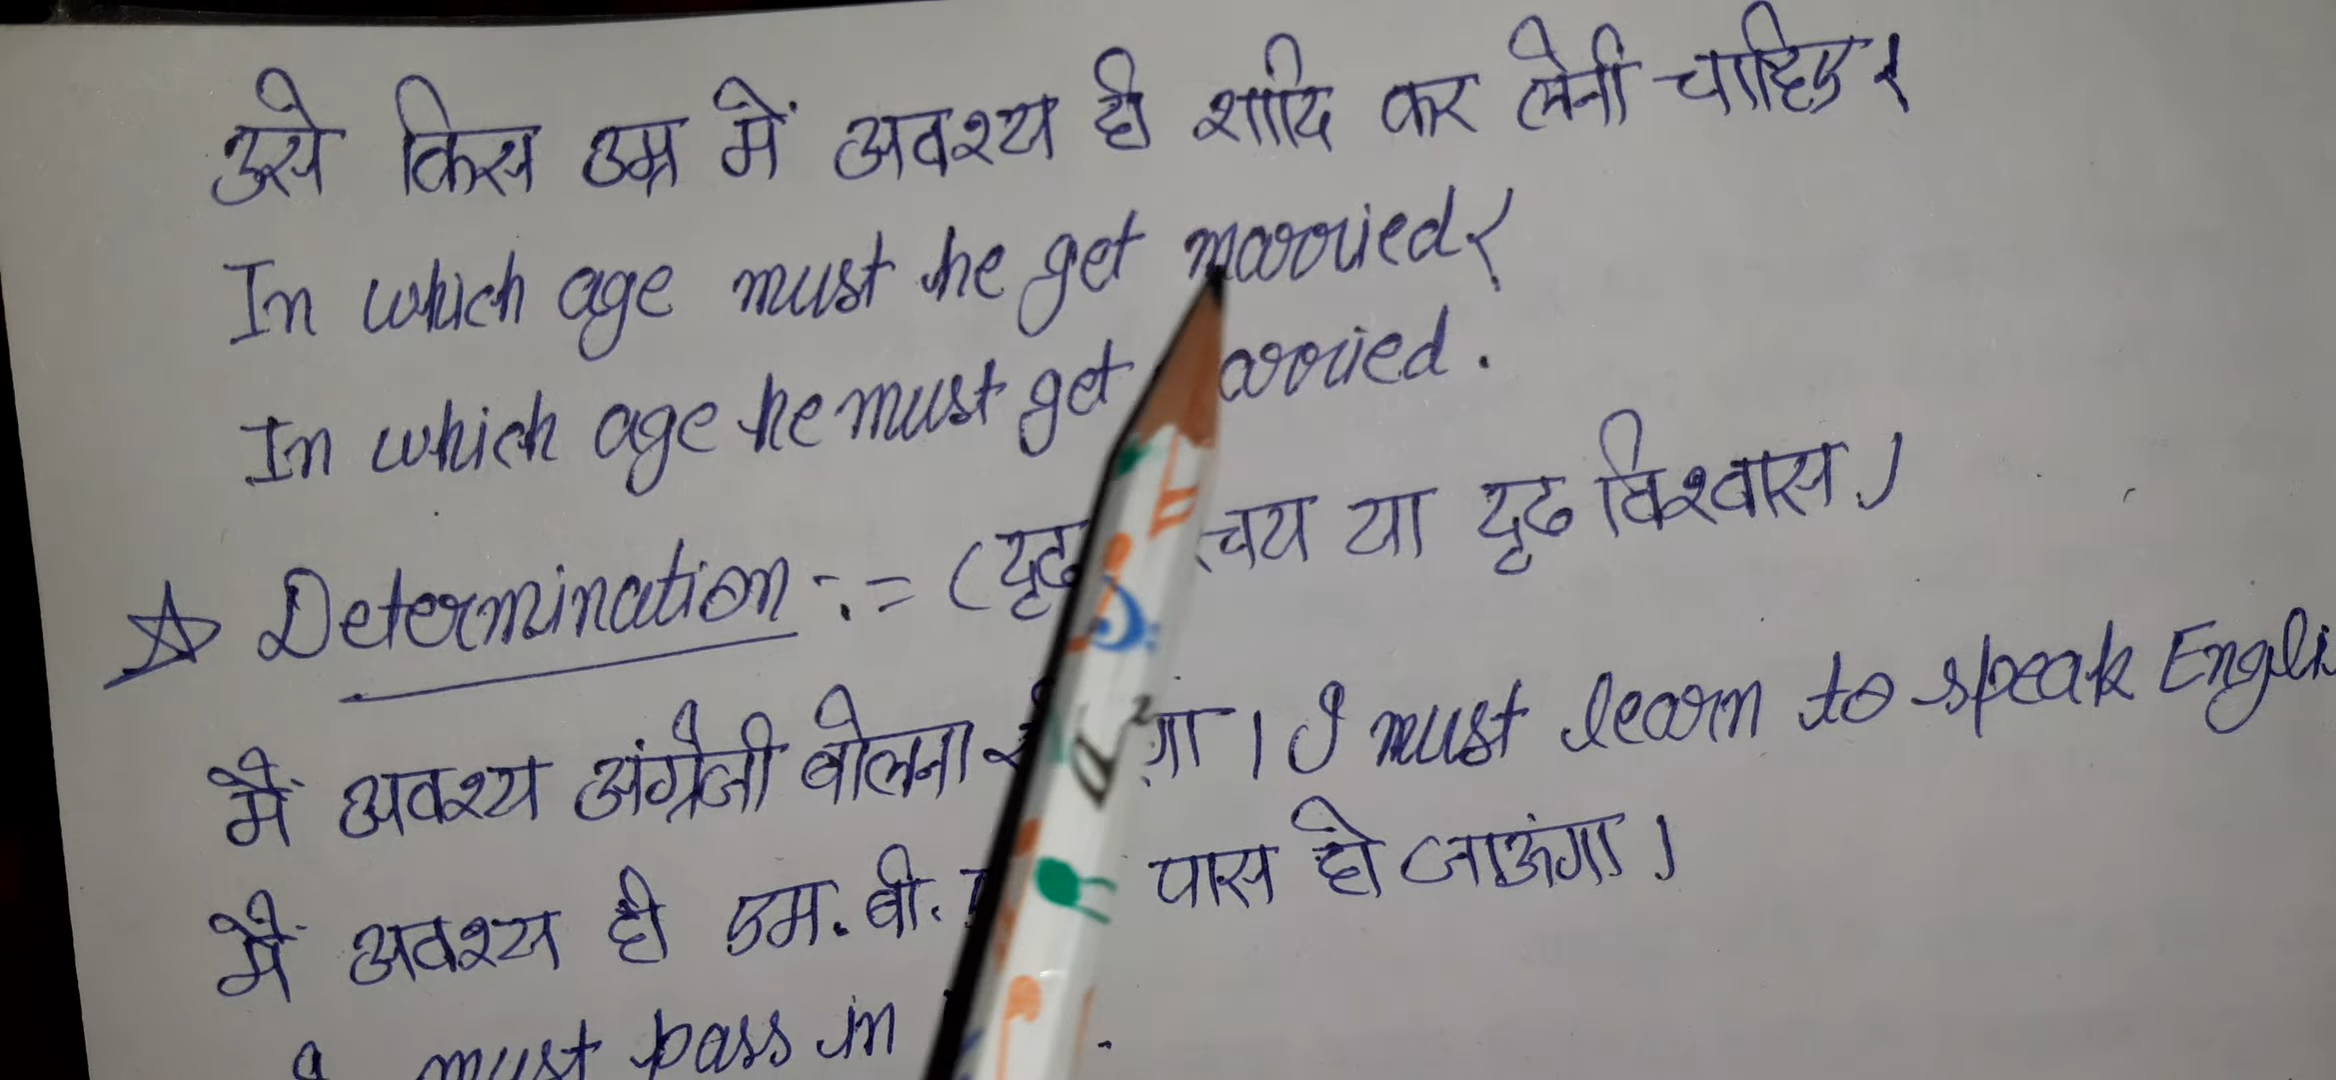 उसे किस उम्र में अवश्य ही शादि कर लेनी चाहिए?
In which age must he get married?
In which age he must get arried.
☆ Determination :- = (दृढ़ चय या दृढ विश्वास)
मैं अवश्य अंग्रेजी बोलना गा। I must learn to speak Engli
मैं अवश्य ही एम. बी. पास हो जाऊंगा।
I must pass in